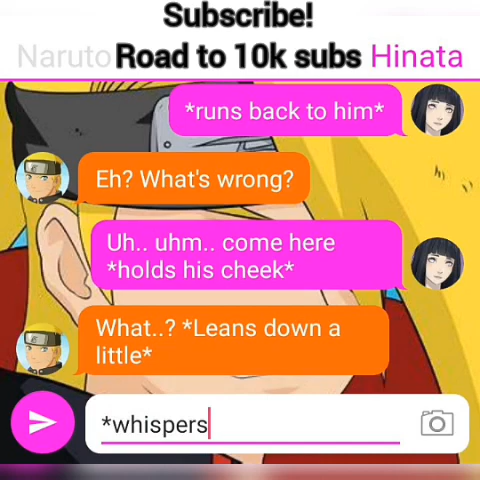 Subscribe!
Naruto Road to 10k subs Hinata
*runs back to him*
Eh? What's wrong?
Uh.. uhm.. come here
*holds his cheek*
What..? *Leans down a
little*
*whispers